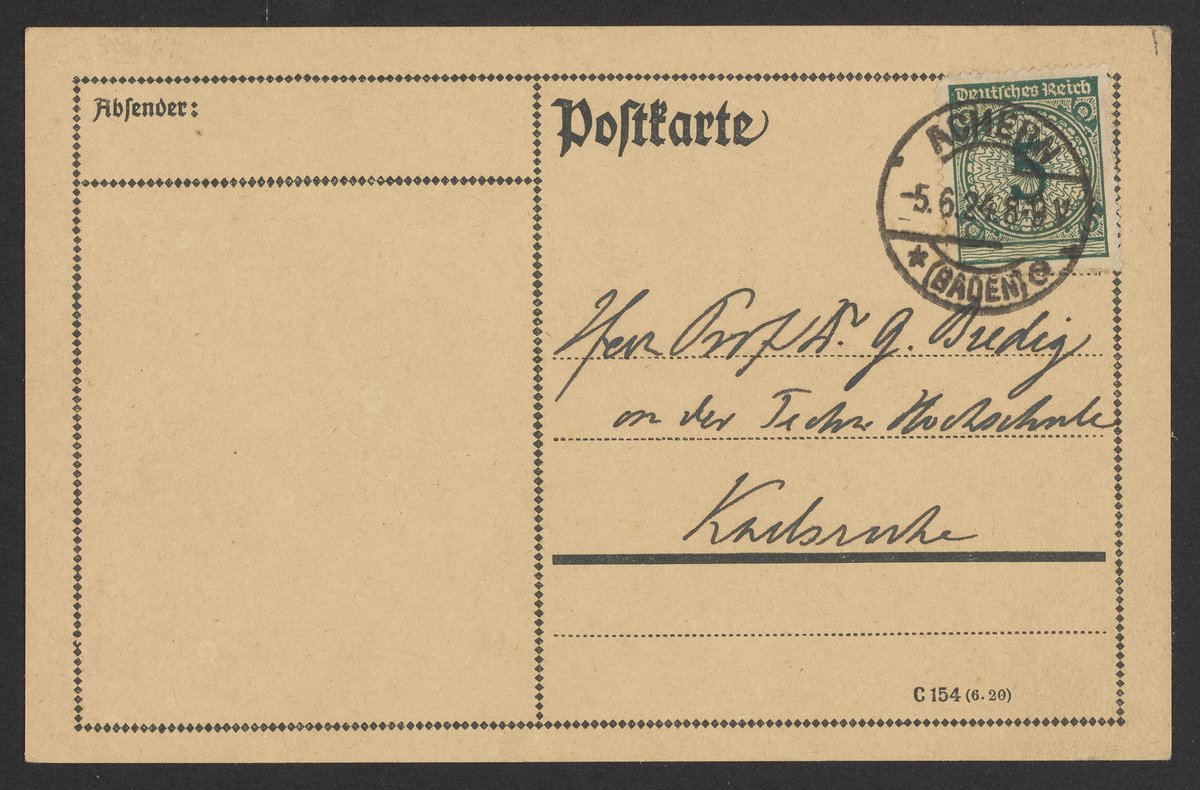 Absender:
Postkarte
Deutsches Reich
5
ACHERN
-5.6.24.8-9 V
★ (BADEN) ★
Herr Prof Dr. G. Bredig
an der Techn Hochschule
Karlsruhe
C 154 (6. 20)